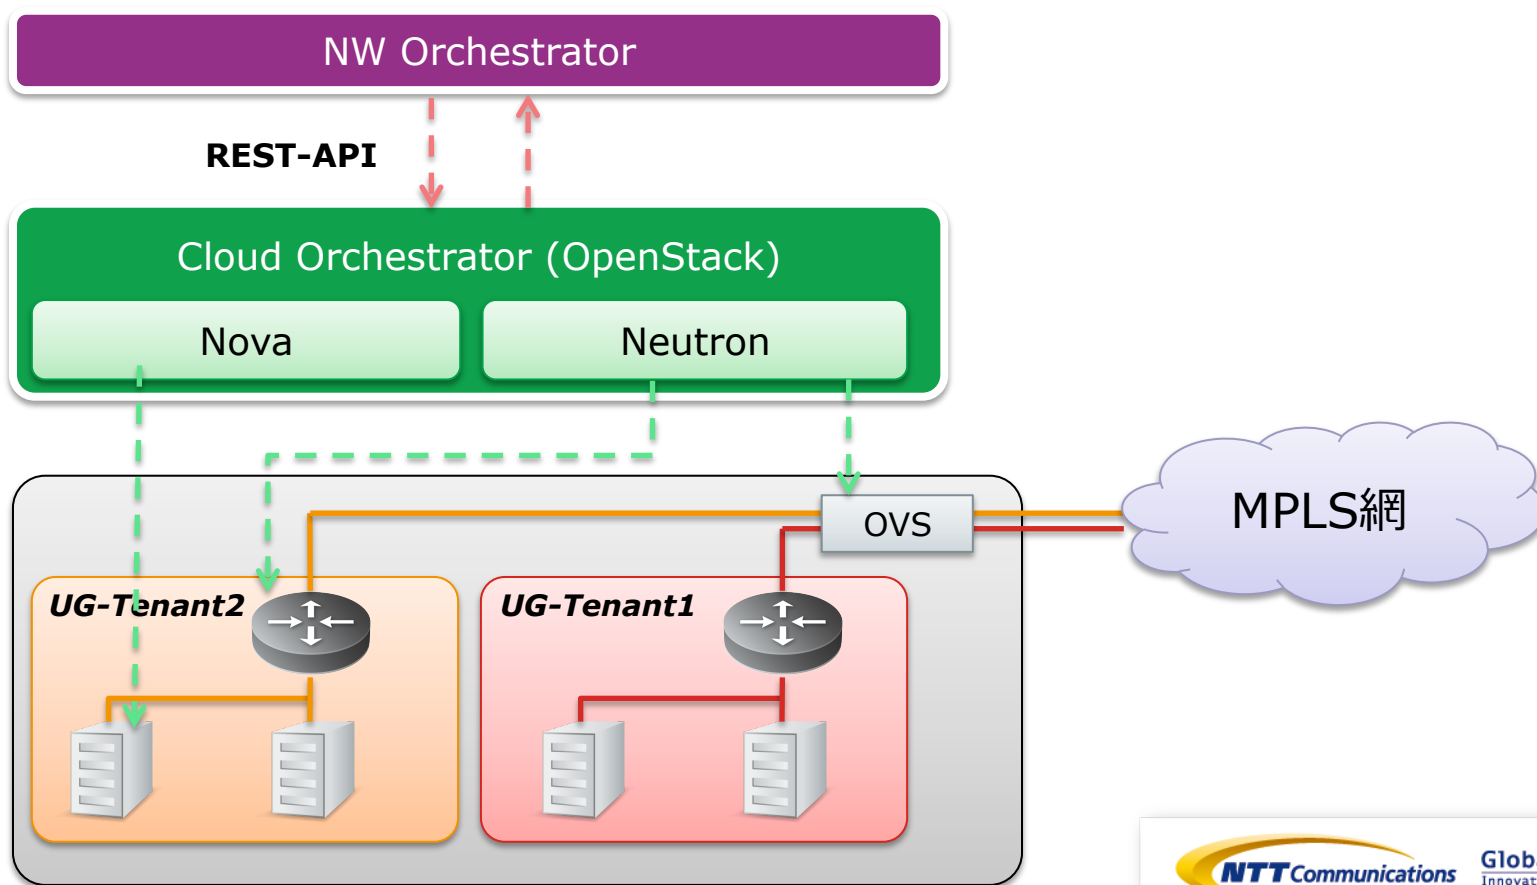 NW Orchestrator
REST-API
Cloud Orchestrator (OpenStack)
Nova
Neutron
OVS
MPLS網
UG-Tenant2
UG-Tenant1
NTT Communications